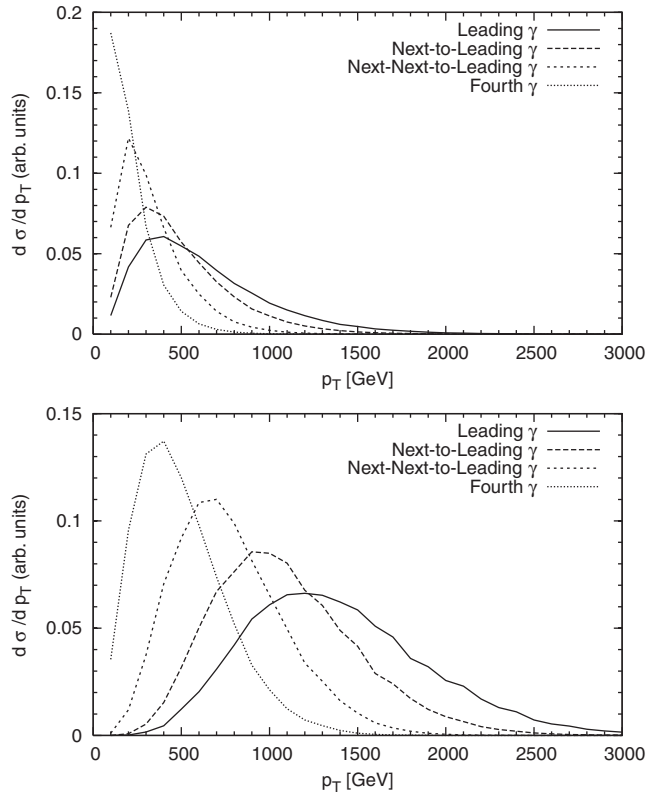 0.2
0.15
0.1
0.05
0
d σ/d p_T (arb. units)
Leading γ
Next-to-Leading γ
Next-Next-to-Leading γ
Fourth γ
0 500 1000 1500 2000 2500 3000
p_T [GeV]
0.15
0.1
0.05
0
d σ/d p_T (arb. units)
Leading γ
Next-to-Leading γ
Next-Next-to-Leading γ
Fourth γ
0 500 1000 1500 2000 2500 3000
p_T [GeV]